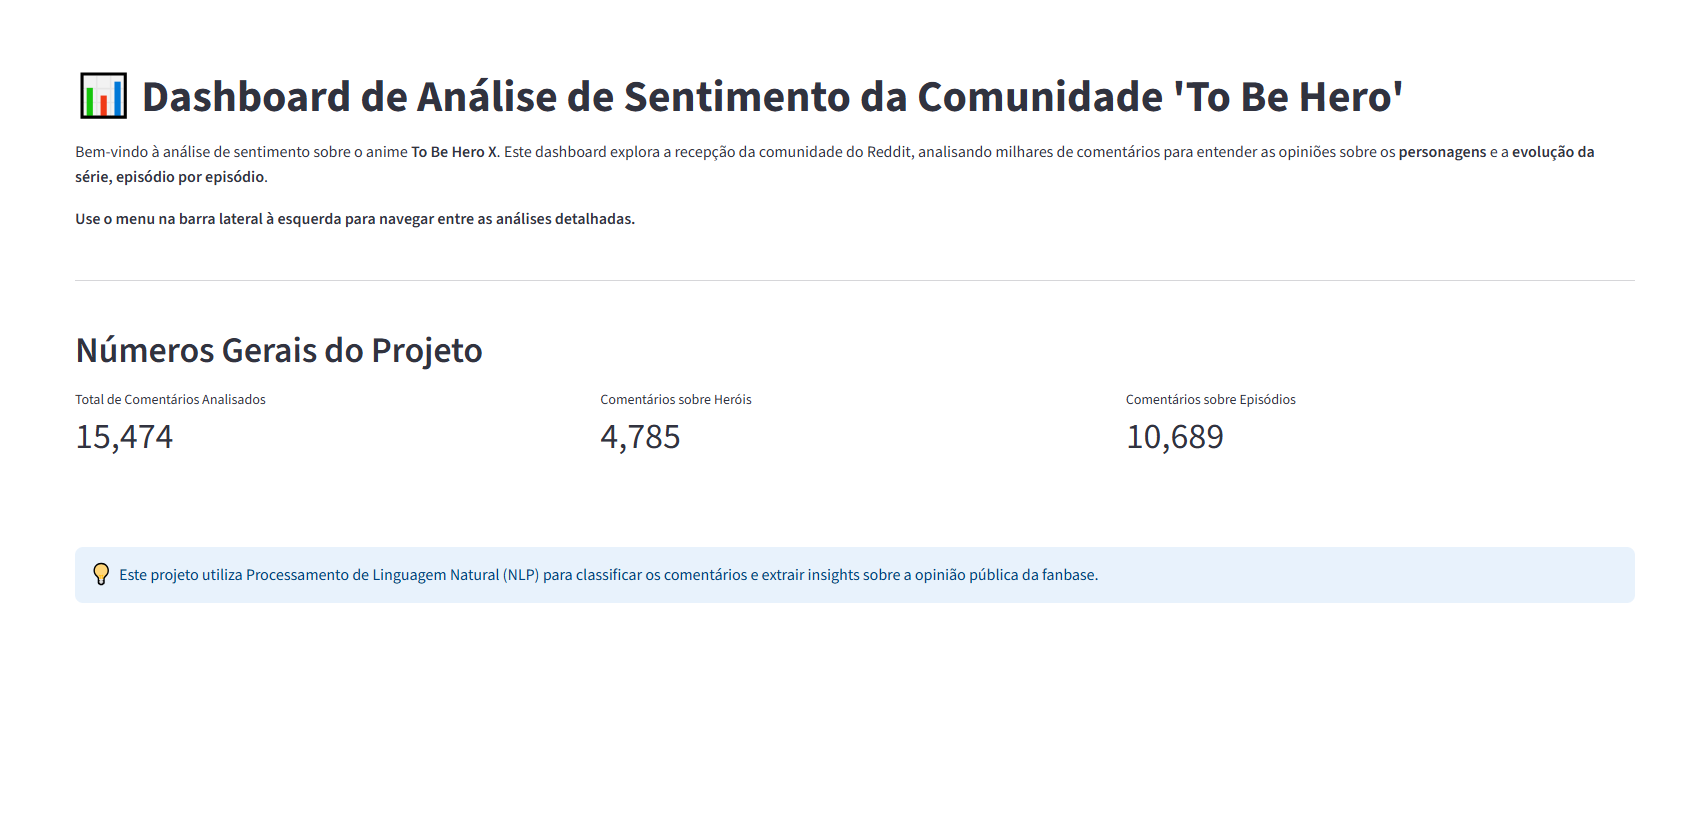 Dashboard de Análise de Sentimento da Comunidade 'To Be Hero'
Bem-vindo à análise de sentimento sobre o anime To Be Hero X. Este dashboard explora a recepção da comunidade do Reddit, analisando milhares de comentários para entender as opiniões sobre os personagens e a evolução da
série, episódio por episódio.
Use o menu na barra lateral à esquerda para navegar entre as análises detalhadas.
Números Gerais do Projeto
Total de Comentários Analisados
15,474
Comentários sobre Heróis
4,785
Comentários sobre Episódios
10,689
Este projeto utiliza Processamento de Linguagem Natural (NLP) para classificar os comentários e extrair insights sobre a opinião pública da fanbase.